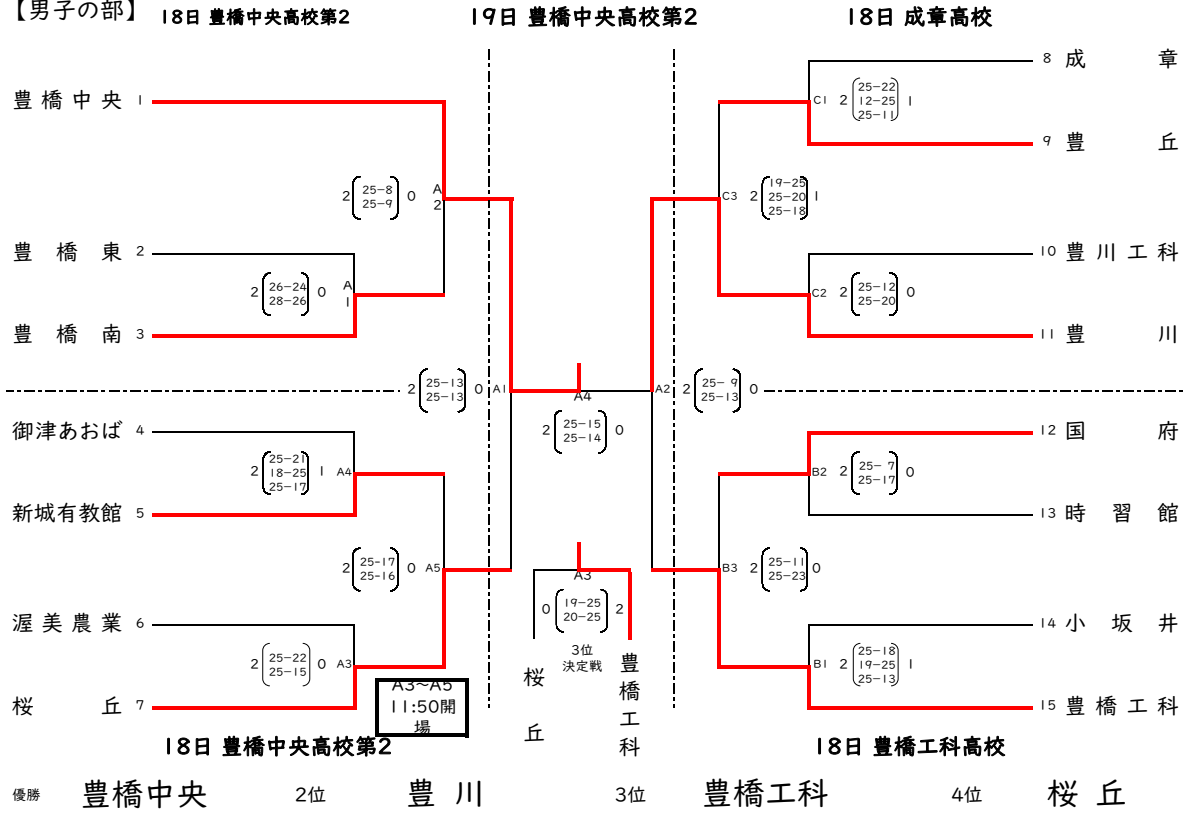 【男子の部】 18日 豊橋中央高校第2 19日 豊橋中央高校第2 18日 成章高校
8 成章
豊橋中央 1
C1 2 25-22 12-25 25-11 1
9 豊丘
2 25-8 25-9 0 A2
C3 2 19-25 25-20 25-18 1
豊橋東 2
10 豊川工科
2 26-24 28-26 0 A1
C2 2 25-12 25-20 0
豊橋南 3
11 豊川
2 25-13 25-13 0 A1
A4
2 25-15 25-14 0
A2 2 25-9 25-13 0
御津あおば 4
12 国府
2 25-21 18-25 25-17 1 A4
B2 2 25-7 25-17 0
新城有教館 5
13 時習館
2 25-17 25-16 0 A5
A3
0 19-25 20-25 2
B3 2 25-11 25-23 0
渥美農業 6
14 小坂井
2 25-22 25-15 0 A3
3位
決定戦
桜丘
豊橋工科
B1 2 25-18 19-25 25-13 1
桜丘 7
A3~A5
11:50開
場
15 豊橋工科
18日 豊橋中央高校第2 18日 豊橋工科高校
優勝 豊橋中央 2位 豊川 3位 豊橋工科 4位 桜丘